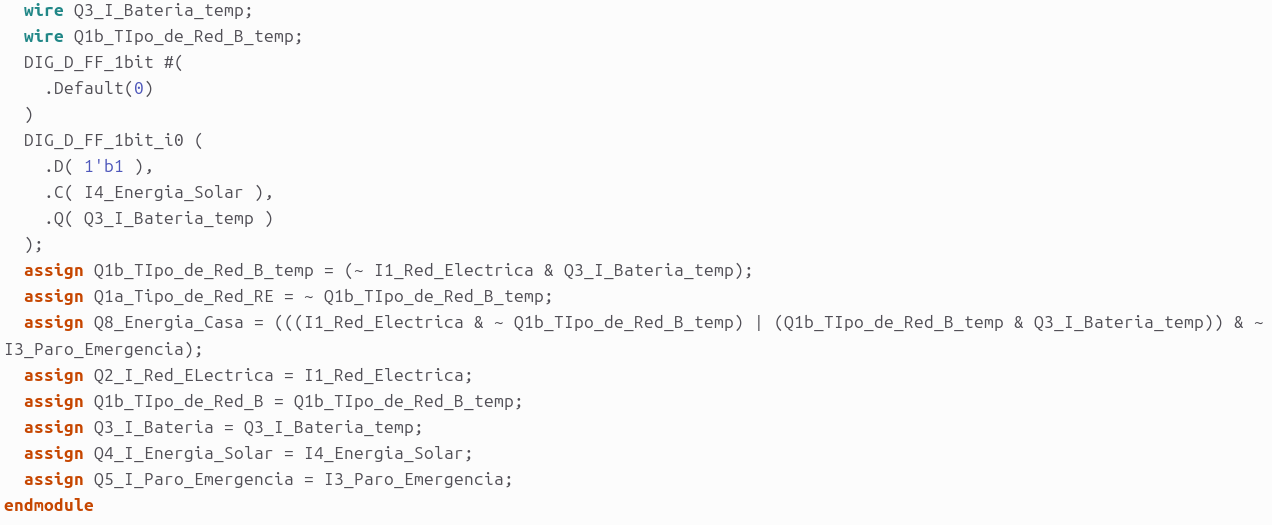 wire Q3_I_Bateria_temp;
  wire Q1b_TIpo_de_Red_B_temp;
  DIG_D_FF_1bit #(
    .Default(0)
  )
  DIG_D_FF_1bit_i0 (
    .D( 1'b1 ),
    .C( I4_Energia_Solar ),
    .Q( Q3_I_Bateria_temp )
  );
  assign Q1b_TIpo_de_Red_B_temp = (~ I1_Red_Electrica & Q3_I_Bateria_temp);
  assign Q1a_Tipo_de_Red_RE = ~ Q1b_TIpo_de_Red_B_temp;
  assign Q8_Energia_Casa = (((I1_Red_Electrica & ~ Q1b_TIpo_de_Red_B_temp) | (Q1b_TIpo_de_Red_B_temp & Q3_I_Bateria_temp)) & ~
I3_Paro_Emergencia);
  assign Q2_I_Red_ELectrica = I1_Red_Electrica;
  assign Q1b_TIpo_de_Red_B = Q1b_TIpo_de_Red_B_temp;
  assign Q3_I_Bateria = Q3_I_Bateria_temp;
  assign Q4_I_Energia_Solar = I4_Energia_Solar;
  assign Q5_I_Paro_Emergencia = I3_Paro_Emergencia;
endmodule